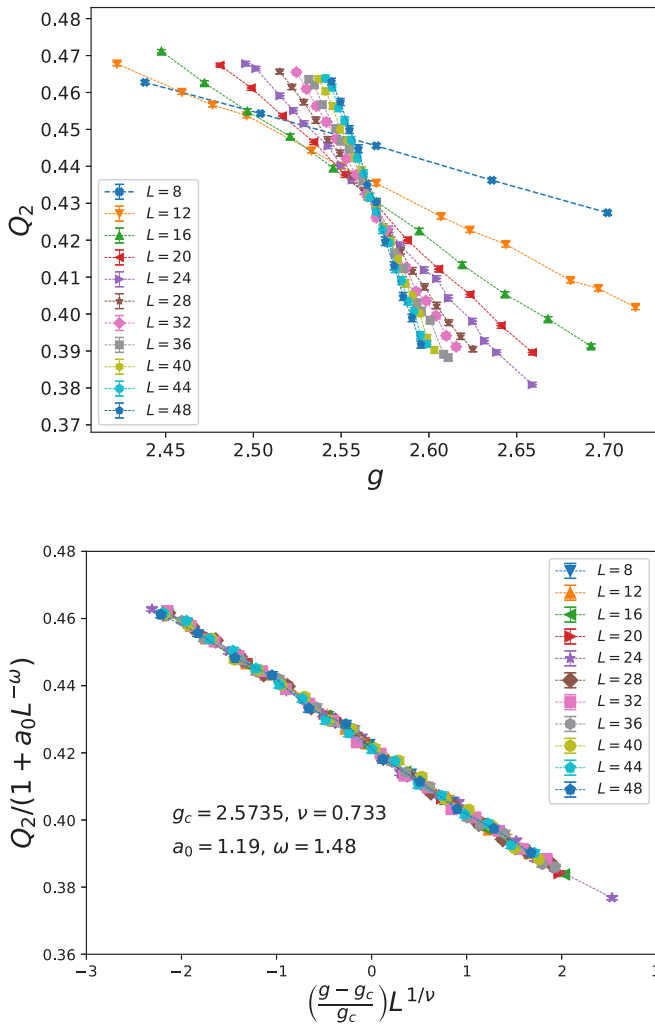 0.48
0.47
0.46
0.45
0.44
0.43
0.42
0.41
0.40
0.39
0.38
0.37
Q₂
L = 8
L = 12
L = 16
L = 20
L = 24
L = 28
L = 32
L = 36
L = 40
L = 44
L = 48
2.45 2.50 2.55 2.60 2.65 2.70
g
0.48
0.46
0.44
0.42
0.40
0.38
0.36
Q₂/(1 + a₀L^{−ω})
L = 8
L = 12
L = 16
L = 20
L = 24
L = 28
L = 32
L = 36
L = 40
L = 44
L = 48
g_c = 2.5735, ν = 0.733
a₀ = 1.19, ω = 1.48
−3 −2 −1 0 1 2 3
((g − g_c)/g_c)L^{1/ν}